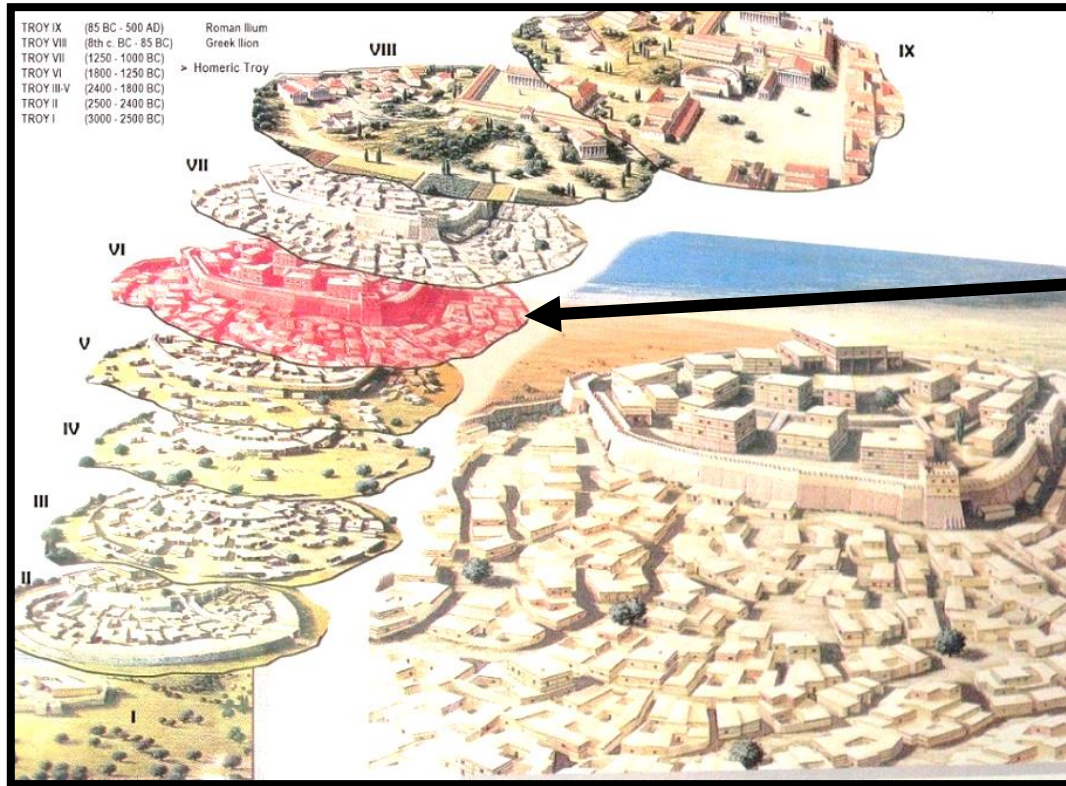 TROY IX (85 BC - 500 AD) Roman Ilium
TROY VIII (8th c. BC - 85 BC) Greek Ilion
TROY VII (1250 - 1000 BC)
TROY VI (1800 - 1250 BC) > Homeric Troy
TROY III-V (2400 - 1800 BC)
TROY II (2500 - 2400 BC)
TROY I (3000 - 2500 BC)
VIII
IX
VII
VI
V
IV
III
II
I